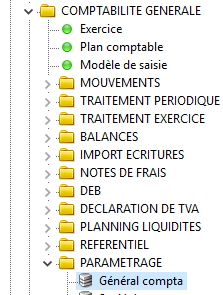 COMPTABILITE GENERALE
Exercice
Plan comptable
Modèle de saisie
MOUVEMENTS
TRAITEMENT PERIODIQUE
TRAITEMENT EXERCICE
BALANCES
IMPORT ECRITURES
NOTES DE FRAIS
DEB
DECLARATION DE TVA
PLANNING LIQUIDITES
REFERENTIEL
PARAMETRAGE
Général compta